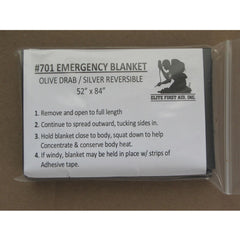 #701 EMERGENCY BLANKET
OLIVE DRAB / SILVER REVERSIBLE
52" x 84"
ELITE FIRST AID, INC.
1. Remove and open to full length
2. Continue to spread outward, tucking sides in.
3. Hold blanket close to body, squat down to help
Concentrate & conserve body heat.
4. If windy, blanket may be held in place w/ strips of
Adhesive tape.